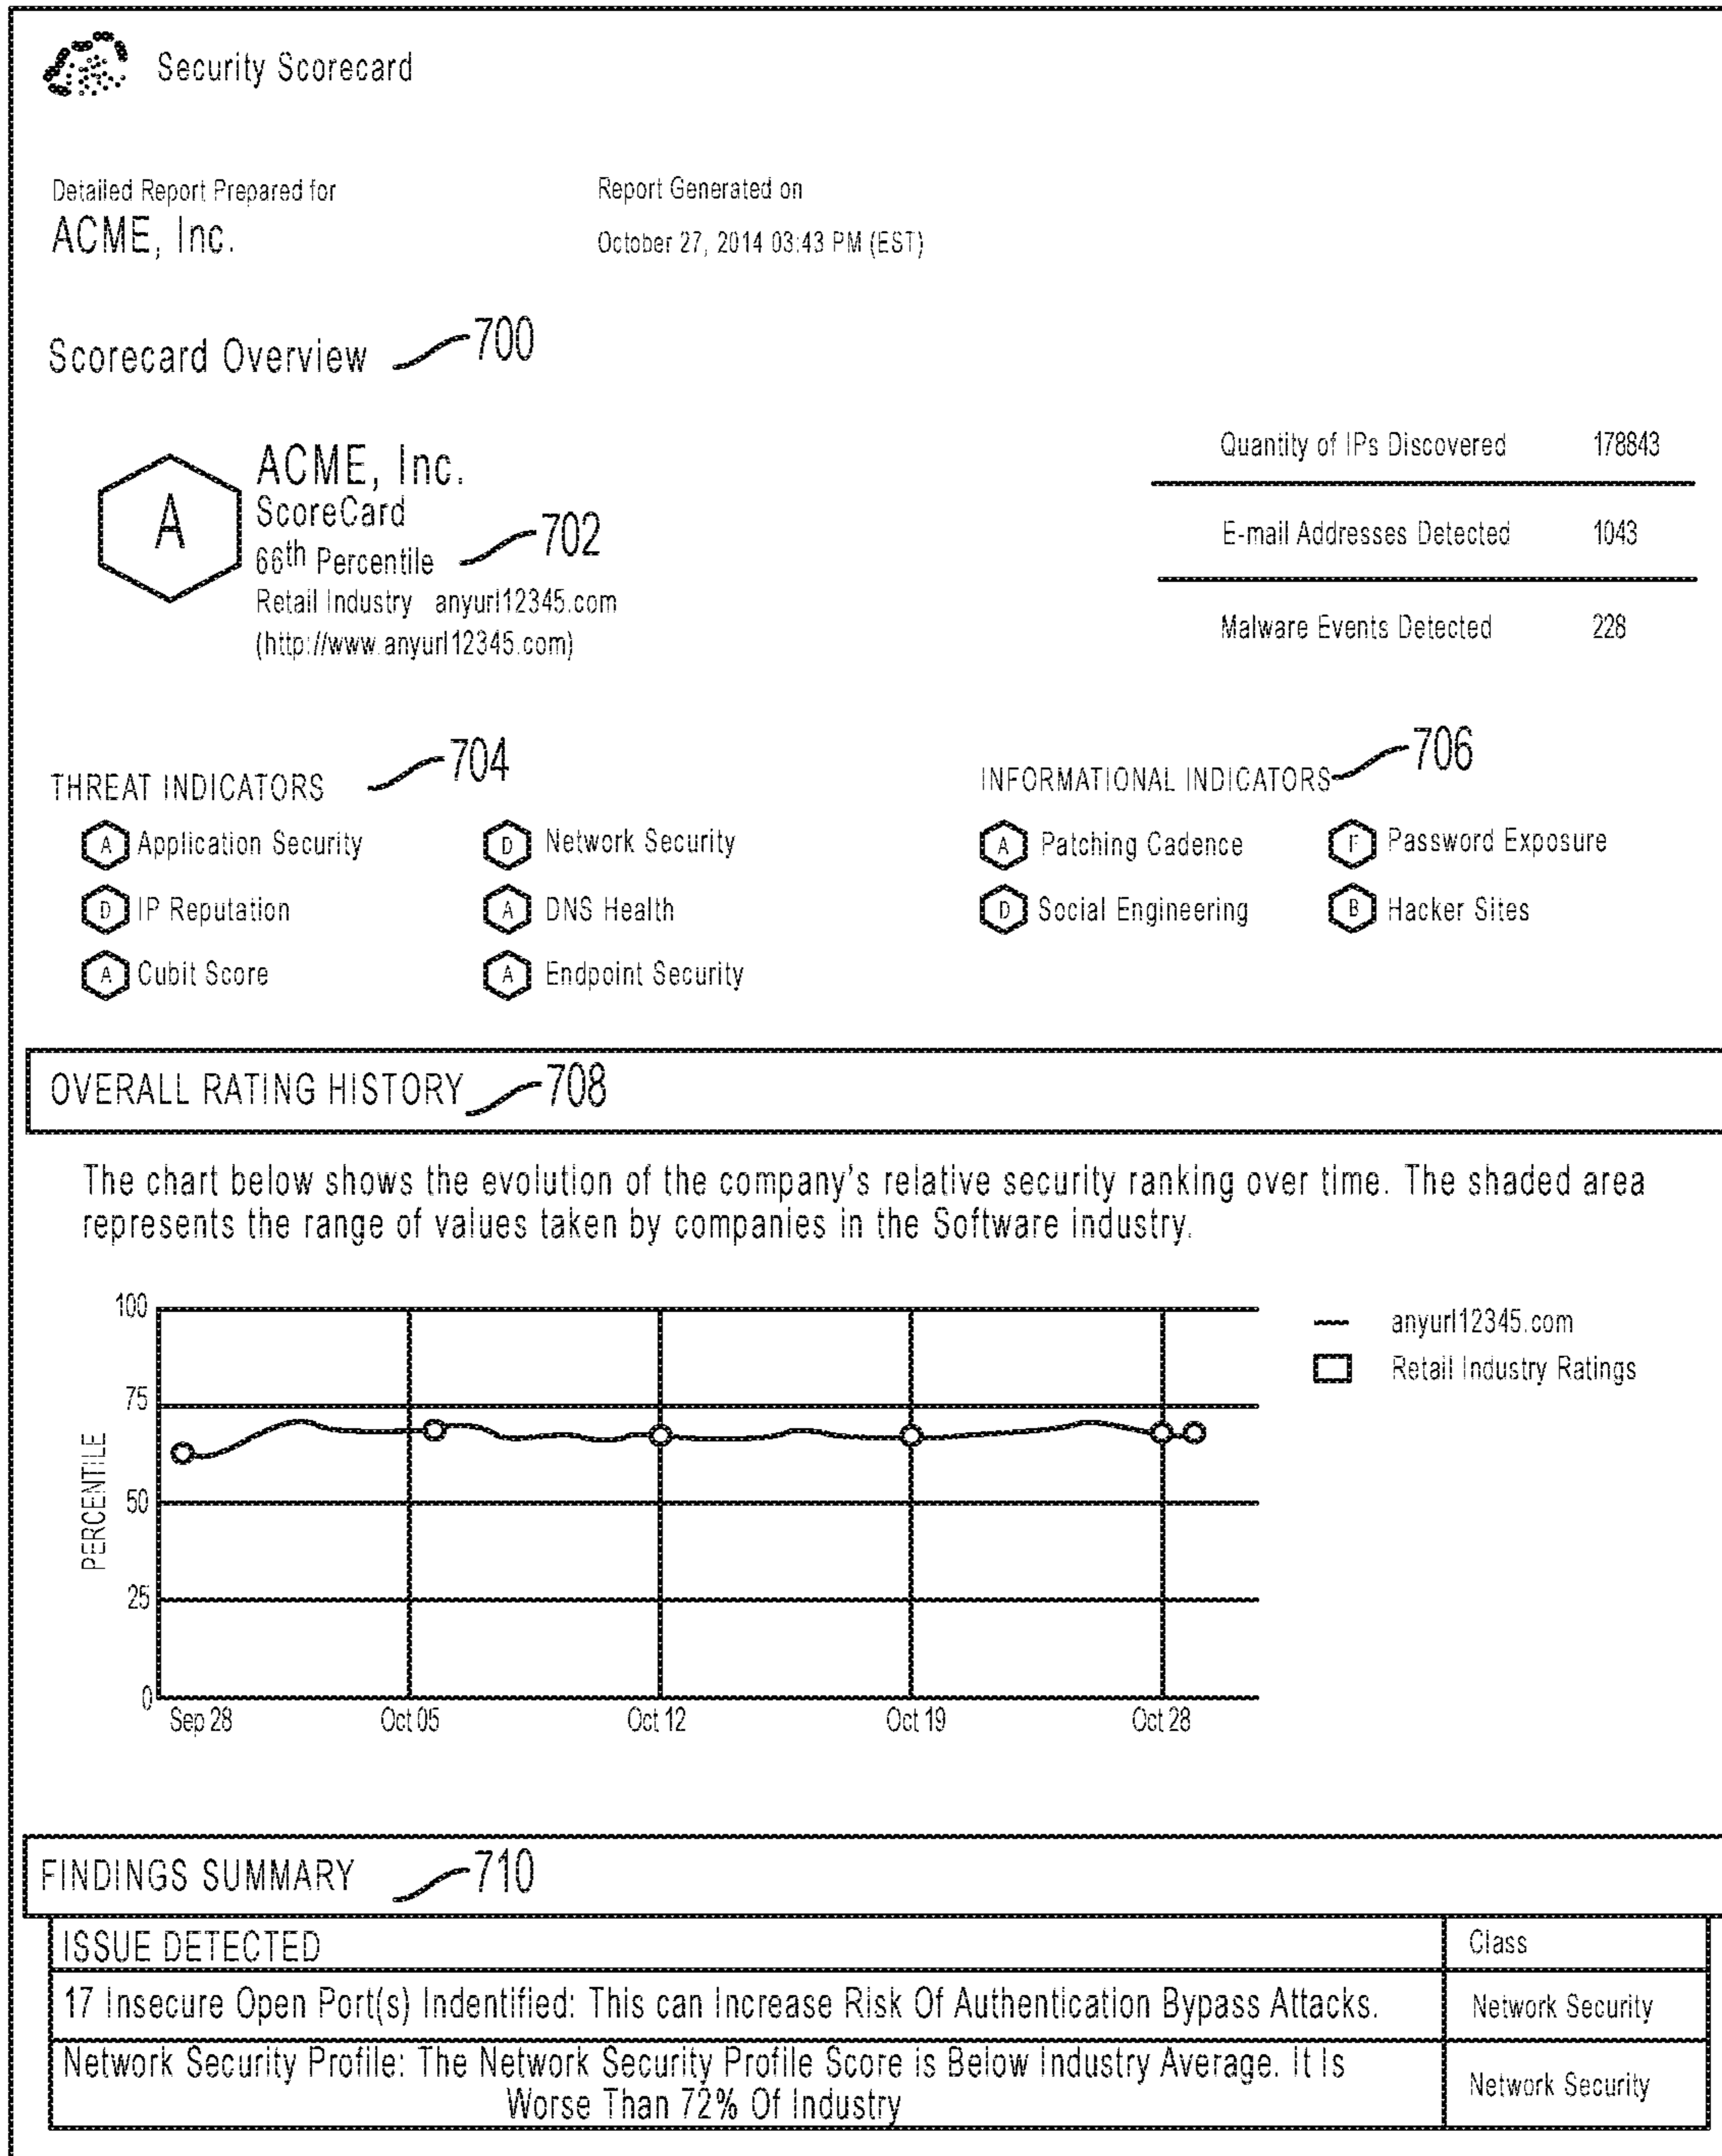 Security Scorecard
Detailed Report Prepared for
ACME, Inc.
Report Generated on
October 27, 2014 03:43 PM (EST)
Scorecard Overview 700
A
ACME, Inc.
ScoreCard
66th Percentile 702
Retail Industry anyurl12345.com
(http://www.anyurl12345.com)
Quantity of IPs Discovered 178843
E-mail Addresses Detected 1043
Malware Events Detected 228
THREAT INDICATORS 704
A Application Security D Network Security
D IP Reputation A DNS Health
A Cubit Score A Endpoint Security
INFORMATIONAL INDICATORS 706
A Patching Cadence F Password Exposure
D Social Engineering B Hacker Sites
OVERALL RATING HISTORY 708
The chart below shows the evolution of the company's relative security ranking over time. The shaded area
represents the range of values taken by companies in the Software industry.
PERCENTILE
100
75
50
25
0
Sep 28 Oct 05 Oct 12 Oct 19 Oct 28
anyurl12345.com
Retail Industry Ratings
FINDINGS SUMMARY 710
ISSUE DETECTED Class
17 Insecure Open Port(s) Indentified: This can Increase Risk Of Authentication Bypass Attacks. Network Security
Network Security Profile: The Network Security Profile Score is Below Industry Average. It Is
Worse Than 72% Of Industry
Network Security